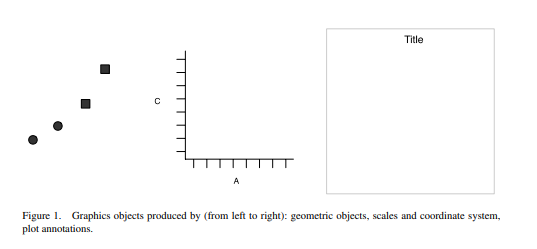 Title
C
A
Figure 1. Graphics objects produced by (from left to right): geometric objects, scales and coordinate system,
plot annotations.